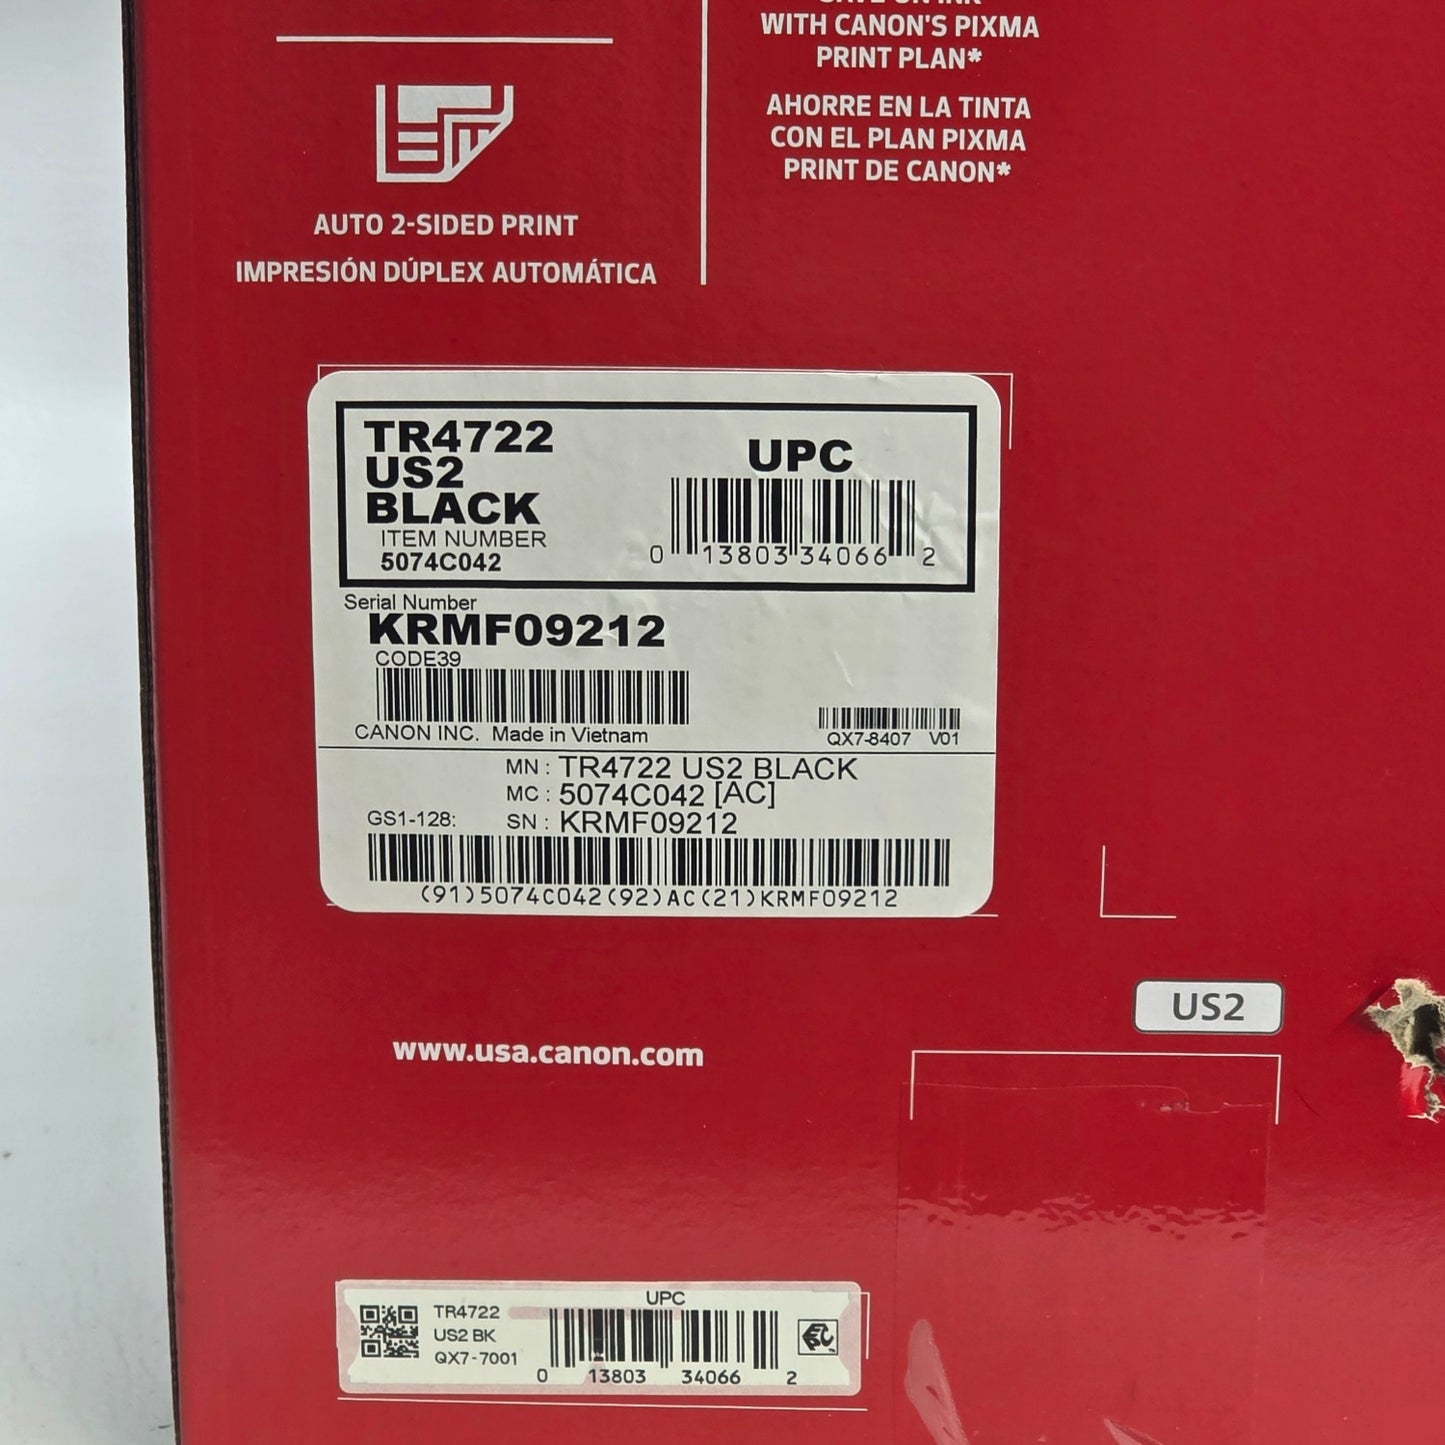 SAVE ON INK
WITH CANON'S PIXMA
PRINT PLAN*
AHORRE EN LA TINTA
CON EL PLAN PIXMA
PRINT DE CANON*
AUTO 2-SIDED PRINT
IMPRESIÓN DÚPLEX AUTOMÁTICA
TR4722
US2
BLACK
ITEM NUMBER
5074C042
UPC
0 13803 34066 2
Serial Number
KRMF09212
CODE39
CANON INC. Made in Vietnam
QX7-8407 V01
MN : TR4722 US2 BLACK
MC : 5074C042 [AC]
GS1-128: SN : KRMF09212
(91)5074C042(92)AC(21)KRMF09212
US2
www.usa.canon.com
TR4722
US2 BK
QX7-7001
UPC
0 13803 34066 2